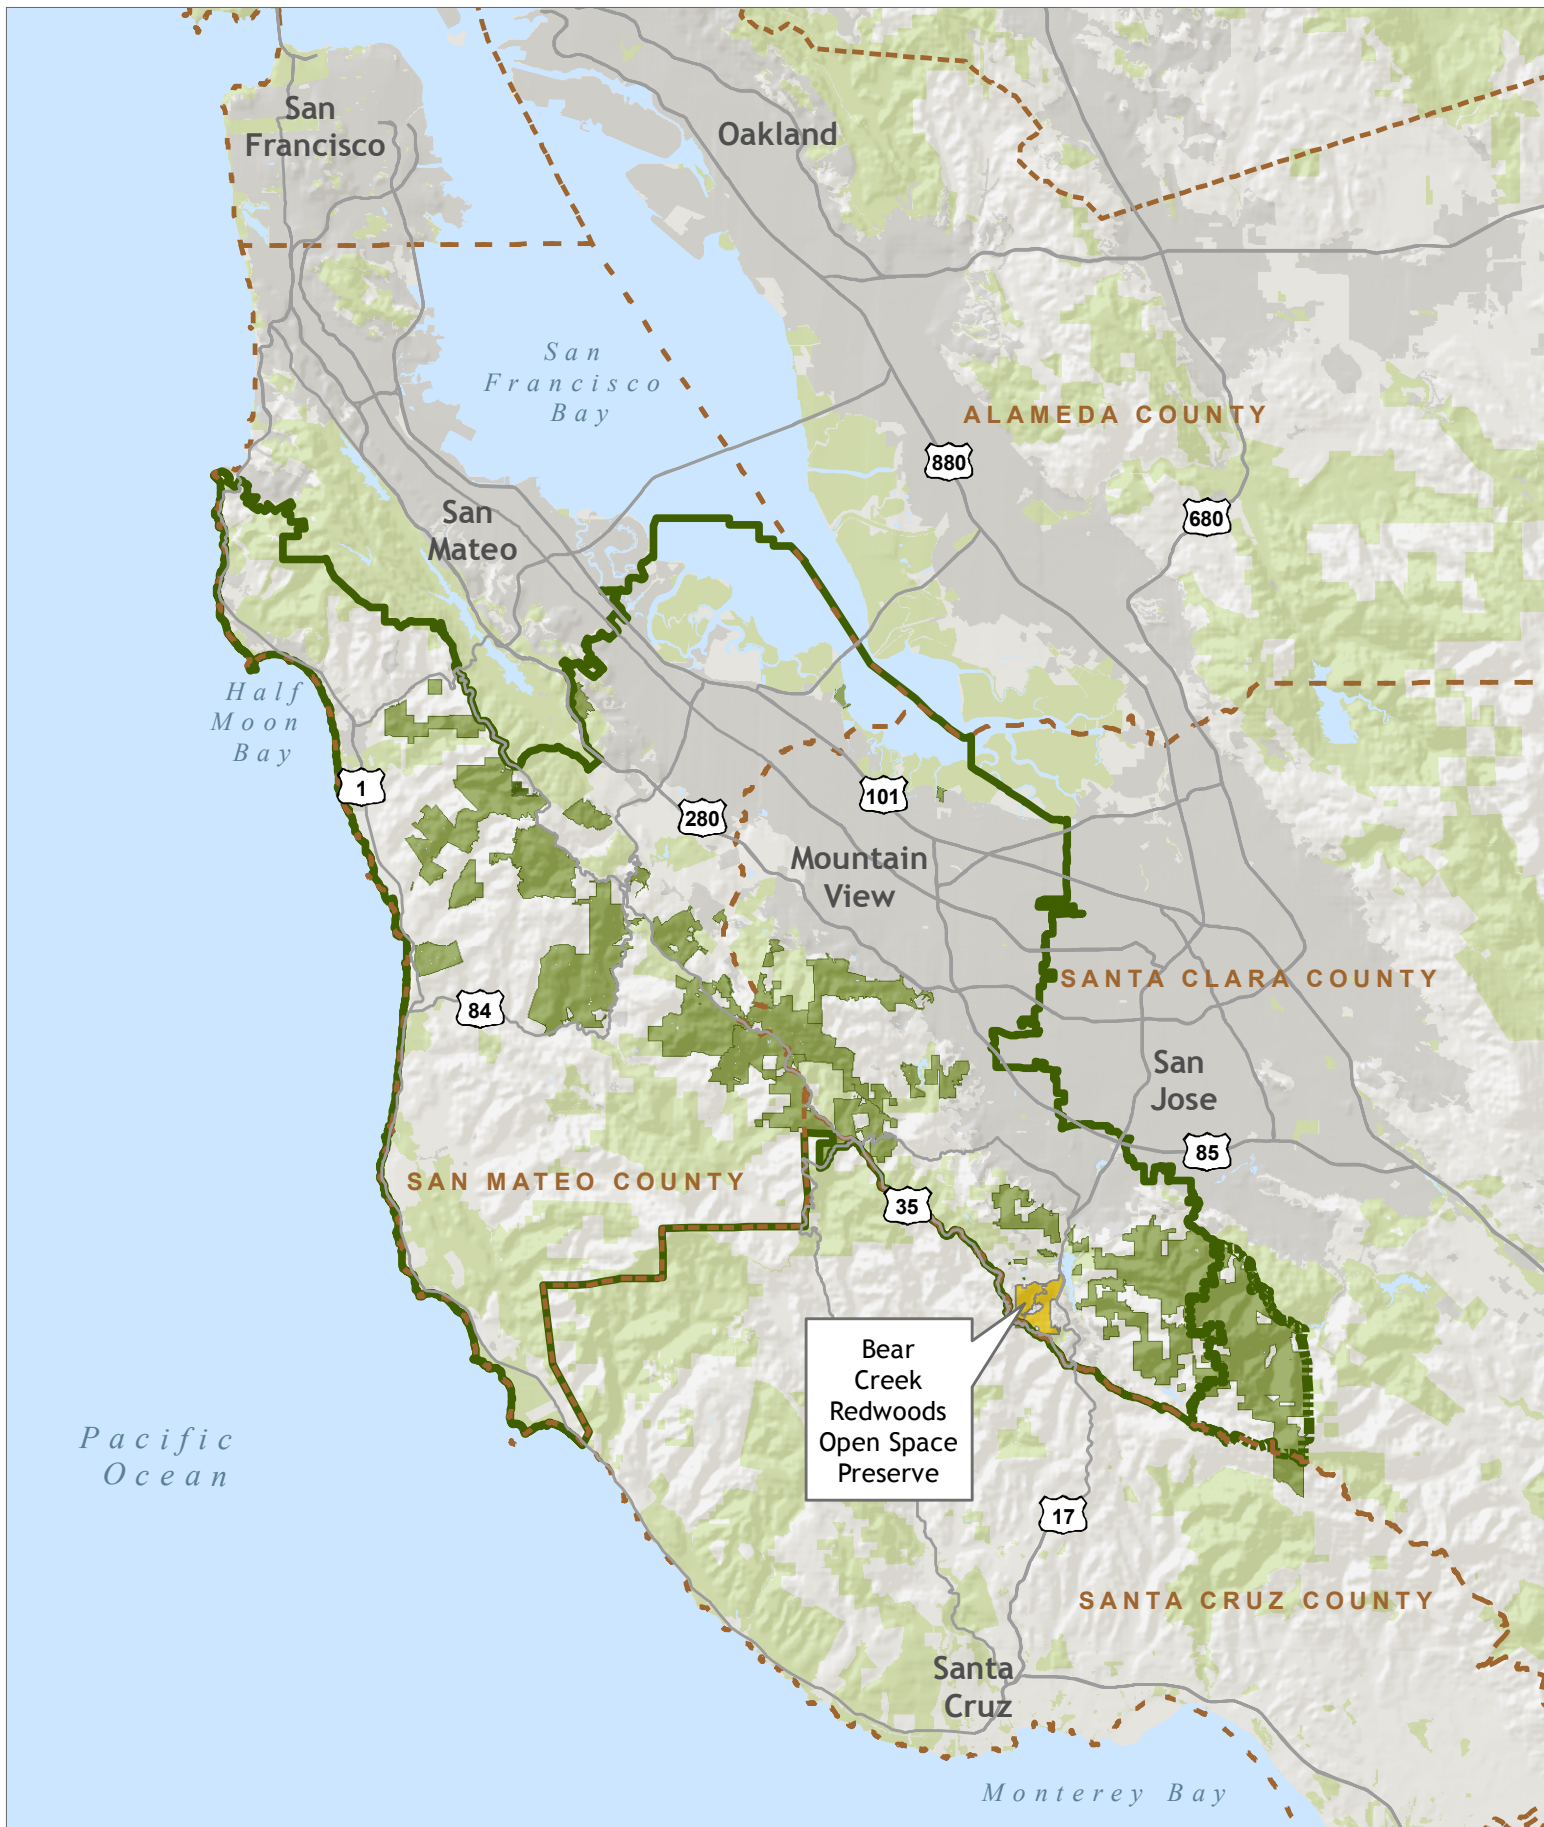 San
Francisco
Oakland
San
Francisco
Bay
ALAMEDA COUNTY
880
680
San
Mateo
Half
Moon
Bay
1
280
101
Mountain
View
SANTA CLARA COUNTY
84
San
Jose
85
SAN MATEO COUNTY
35
Bear
Creek
Redwoods
Open Space
Preserve
Pacific
Ocean
17
SANTA CRUZ COUNTY
Santa
Cruz
Monterey Bay